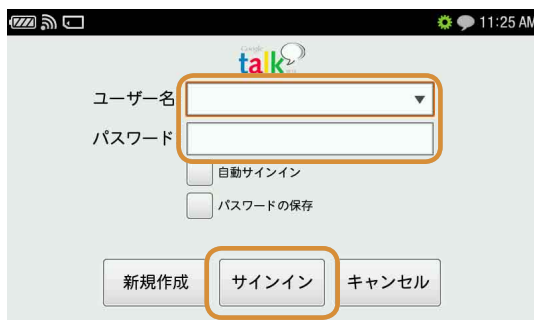 11:25 AM
Google
talk
ユーザー名
パスワード
自動サインイン
パスワードの保存
新規作成 サインイン キャンセル